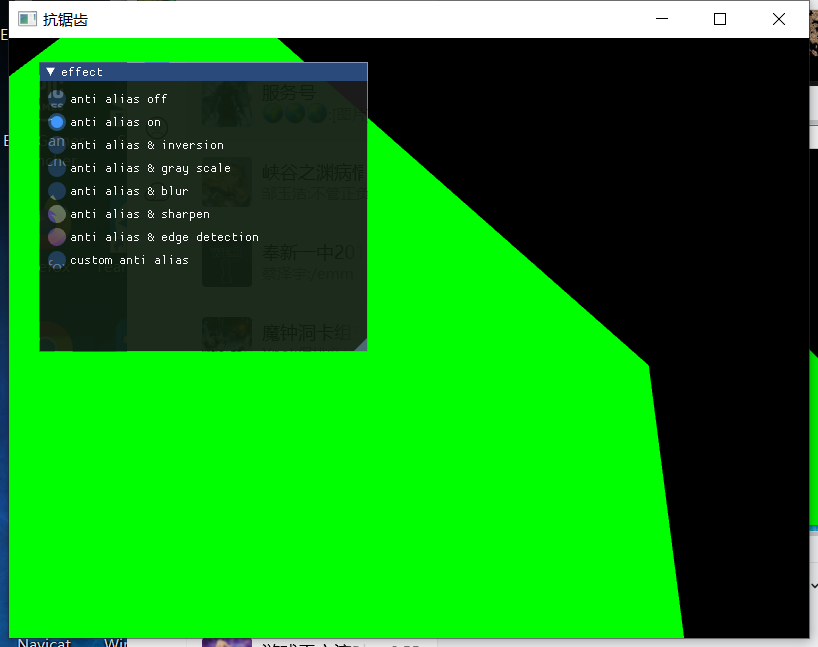 抗锯齿
effect
anti alias off
服务号
anti alias on
anti alias & inversion
anti alias & gray scale
峡谷之渊病情
anti alias & blur
anti alias & sharpen
anti alias & edge detection
奉新一中20
custom anti alias
魔钟洞卡组
Navicat